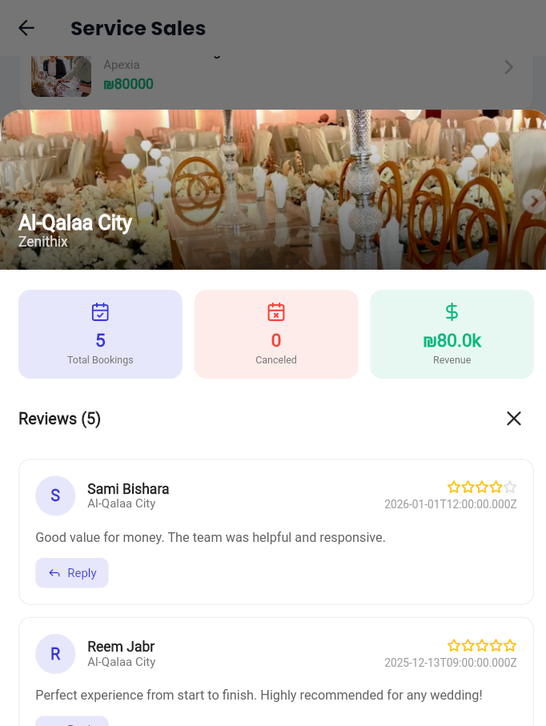 Service Sales
Apexia
₪80000
Al-Qalaa City
Zenithix
5
Total Bookings
0
Canceled
₪80.0k
Revenue
Reviews (5)
S
Sami Bishara
Al-Qalaa City
2026-01-01T12:00:00.000Z
Good value for money. The team was helpful and responsive.
Reply
R
Reem Jabr
Al-Qalaa City
2025-12-13T09:00:00.000Z
Perfect experience from start to finish. Highly recommended for any wedding!